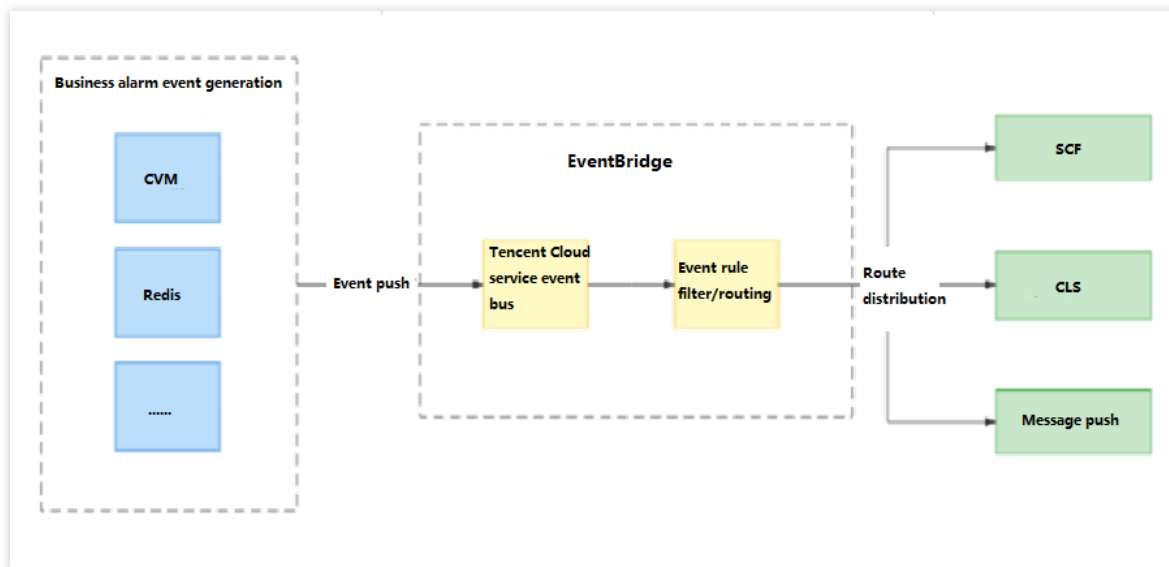 Business alarm event generation
CVM
Redis
......
Event push
EventBridge
Tencent Cloud
service event
bus
Event rule
filter/routing
Route
distribution
SCF
CLS
Message push